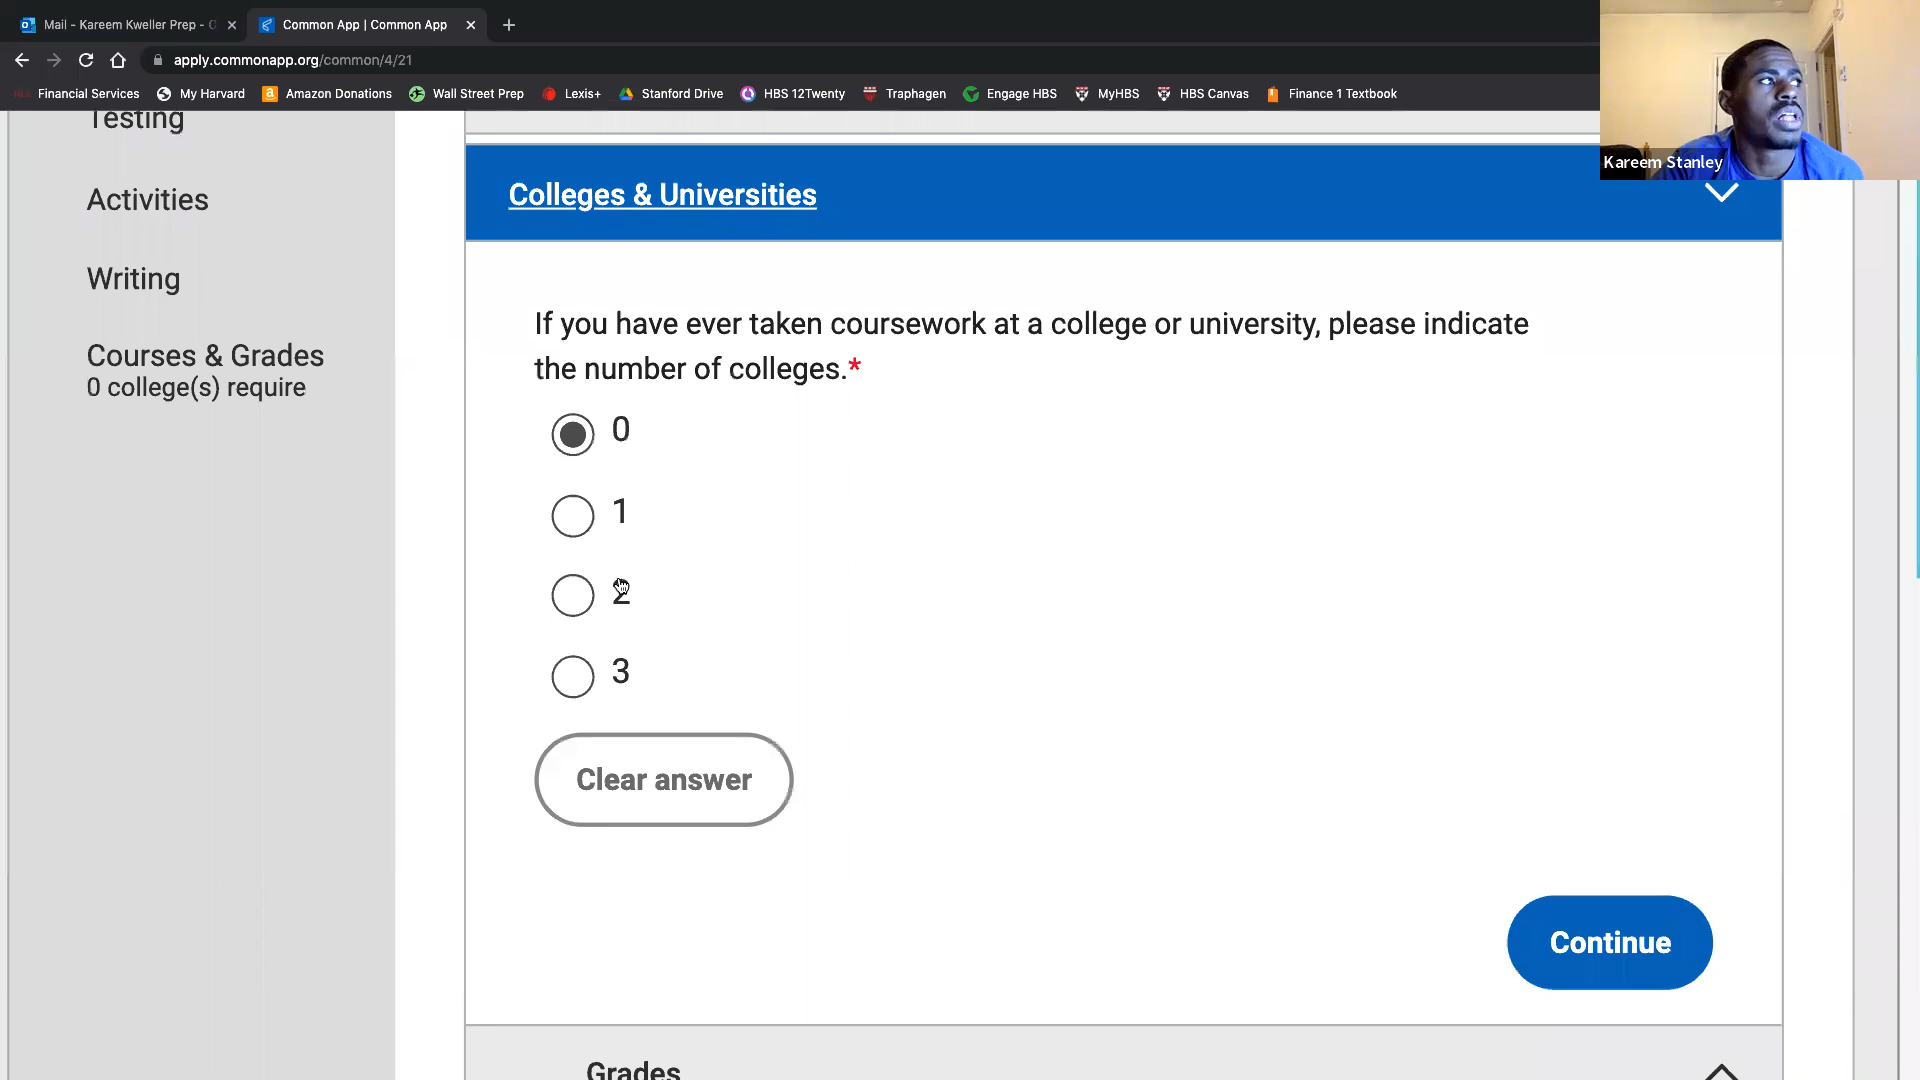 Mail - Kareem Kweller Prep -
Common App | Common App
apply.commonapp.org/common/4/21
Financial Services My Harvard Amazon Donations Wall Street Prep Lexis+ Stanford Drive HBS 12Twenty Traphagen Engage HBS MyHBS HBS Canvas Finance 1 Textbook
Kareem Stanley
Testing
Activities
Writing
Courses & Grades
0 college(s) require
Colleges & Universities
If you have ever taken coursework at a college or university, please indicate
the number of colleges.*
0
1
2
3
Clear answer
Continue
Grades